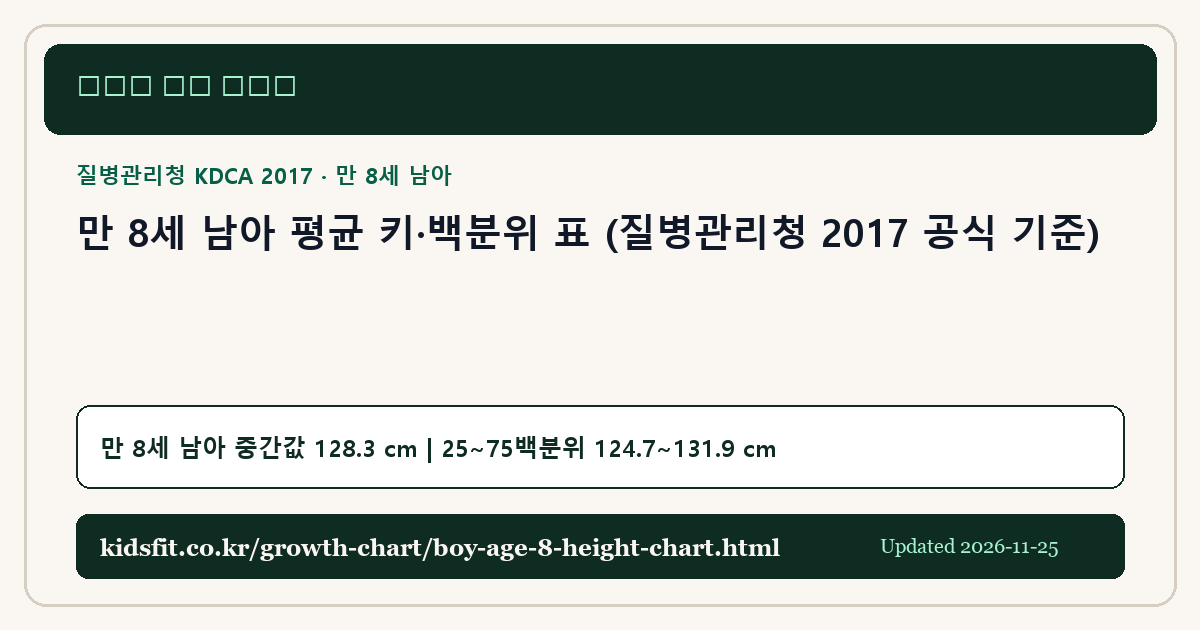 질병관리청 KDCA 2017 · 만 8세 남아
만 8세 남아 평균 키·백분위 표 (질병관리청 2017 공식 기준)
만 8세 남아 중간값 128.3 cm | 25~75백분위 124.7~131.9 cm
kidsfit.co.kr/growth-chart/boy-age-8-height-chart.html
Updated 2026-11-25